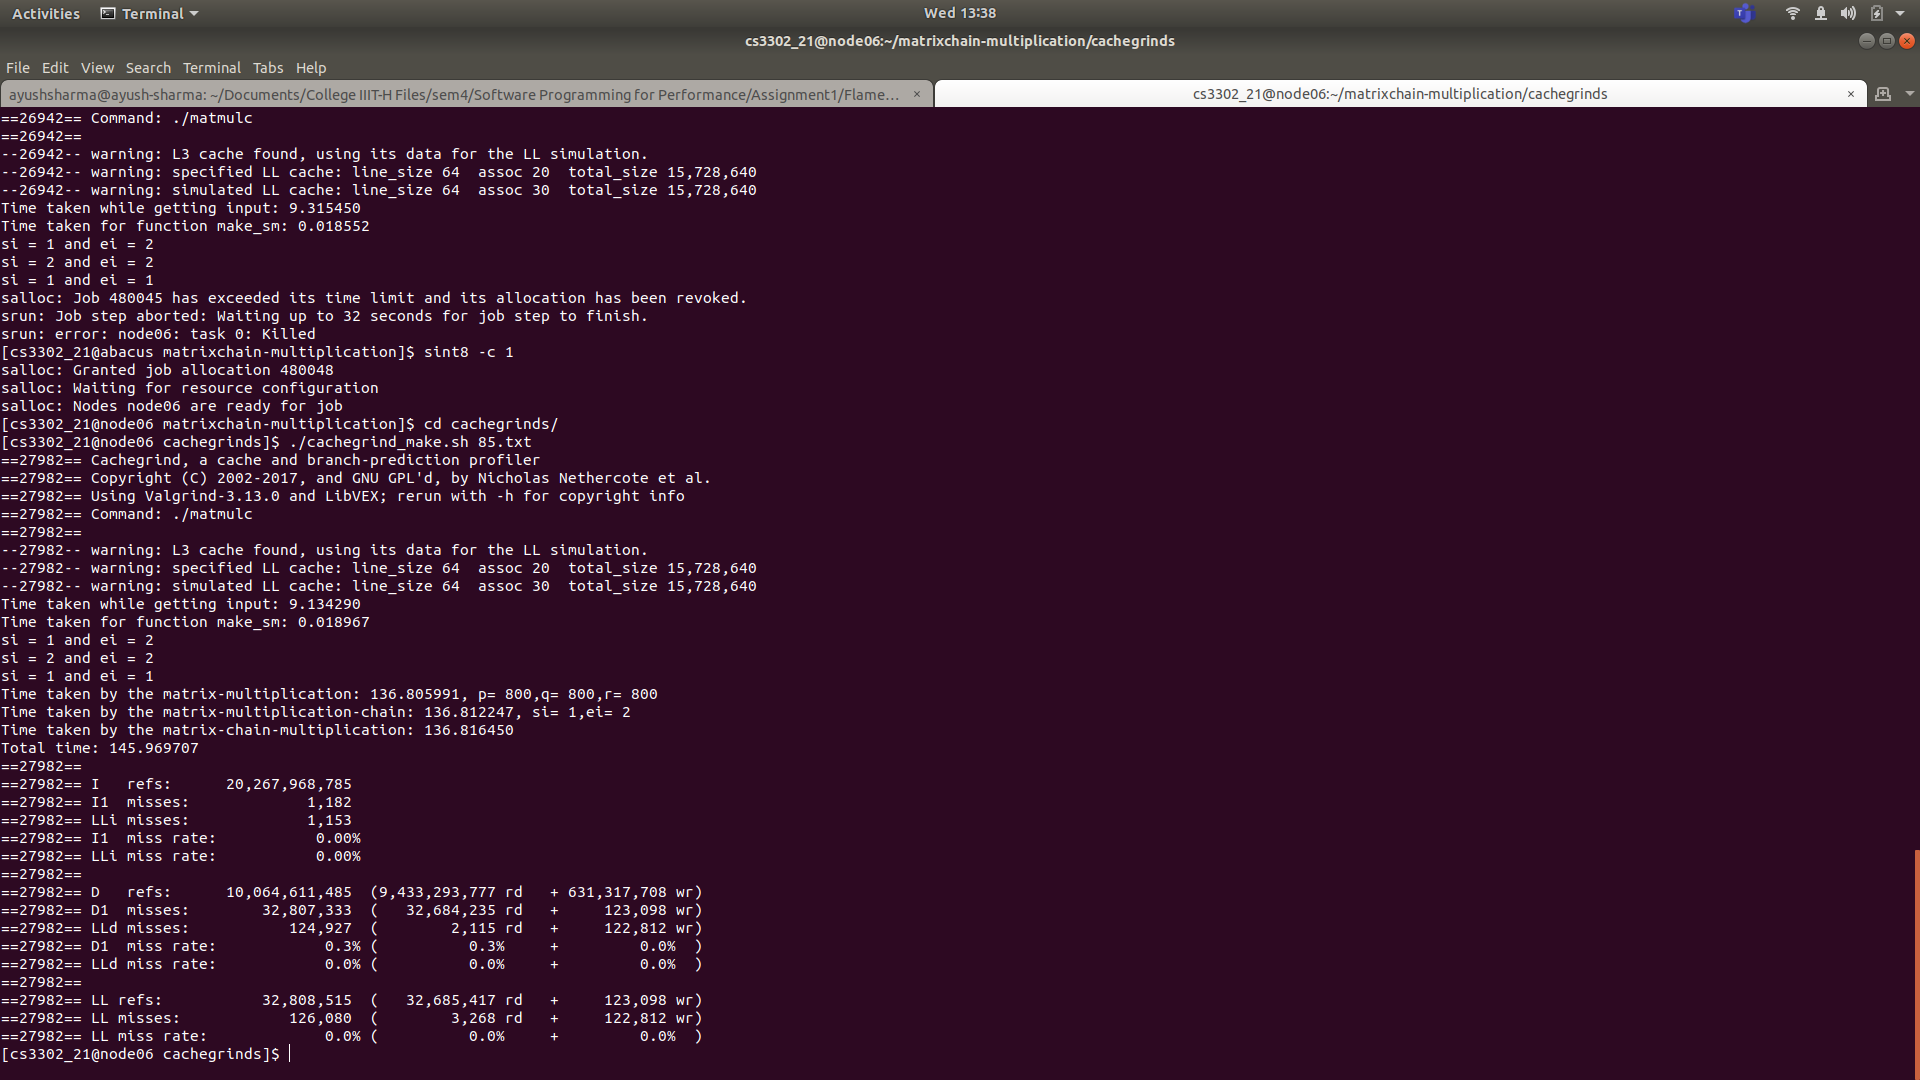 Activities Terminal Wed 13:38
cs3302_21@node06:~/matrixchain-multiplication/cachegrinds
File Edit View Search Terminal Tabs Help
ayushsharma@ayush-sharma: ~/Documents/College IIIT-H Files/sem4/Software Programming for Performance/Assignment1/Flame... × cs3302_21@node06:~/matrixchain-multiplication/cachegrinds ×
==26942== Command: ./matmulc
==26942==
--26942-- warning: L3 cache found, using its data for the LL simulation.
--26942-- warning: specified LL cache: line_size 64  assoc 20  total_size 15,728,640
--26942-- warning: simulated LL cache: line_size 64  assoc 30  total_size 15,728,640
Time taken while getting input: 9.315450
Time taken for function make_sm: 0.018552
si = 1 and ei = 2
si = 2 and ei = 2
si = 1 and ei = 1
salloc: Job 480045 has exceeded its time limit and its allocation has been revoked.
srun: Job step aborted: Waiting up to 32 seconds for job step to finish.
srun: error: node06: task 0: Killed
[cs3302_21@abacus matrixchain-multiplication]$ sint8 -c 1
salloc: Granted job allocation 480048
salloc: Waiting for resource configuration
salloc: Nodes node06 are ready for job
[cs3302_21@node06 matrixchain-multiplication]$ cd cachegrinds/
[cs3302_21@node06 cachegrinds]$ ./cachegrind_make.sh 85.txt
==27982== Cachegrind, a cache and branch-prediction profiler
==27982== Copyright (C) 2002-2017, and GNU GPL'd, by Nicholas Nethercote et al.
==27982== Using Valgrind-3.13.0 and LibVEX; rerun with -h for copyright info
==27982== Command: ./matmulc
==27982==
--27982-- warning: L3 cache found, using its data for the LL simulation.
--27982-- warning: specified LL cache: line_size 64  assoc 20  total_size 15,728,640
--27982-- warning: simulated LL cache: line_size 64  assoc 30  total_size 15,728,640
Time taken while getting input: 9.134290
Time taken for function make_sm: 0.018967
si = 1 and ei = 2
si = 2 and ei = 2
si = 1 and ei = 1
Time taken by the matrix-multiplication: 136.805991, p= 800,q= 800,r= 800
Time taken by the matrix-multiplication-chain: 136.812247, si= 1,ei= 2
Time taken by the matrix-chain-multiplication: 136.816450
Total time: 145.969707
==27982==
==27982== I   refs:      20,267,968,785
==27982== I1  misses:             1,182
==27982== LLi misses:             1,153
==27982== I1  miss rate:           0.00%
==27982== LLi miss rate:           0.00%
==27982==
==27982== D   refs:      10,064,611,485  (9,433,293,777 rd   + 631,317,708 wr)
==27982== D1  misses:        32,807,333  (   32,684,235 rd   +     123,098 wr)
==27982== LLd misses:           124,927  (        2,115 rd   +     122,812 wr)
==27982== D1  miss rate:            0.3% (          0.3%     +         0.0%  )
==27982== LLd miss rate:            0.0% (          0.0%     +         0.0%  )
==27982==
==27982== LL refs:           32,808,515  (   32,685,417 rd   +     123,098 wr)
==27982== LL misses:            126,080  (        3,268 rd   +     122,812 wr)
==27982== LL miss rate:             0.0% (          0.0%     +         0.0%  )
[cs3302_21@node06 cachegrinds]$